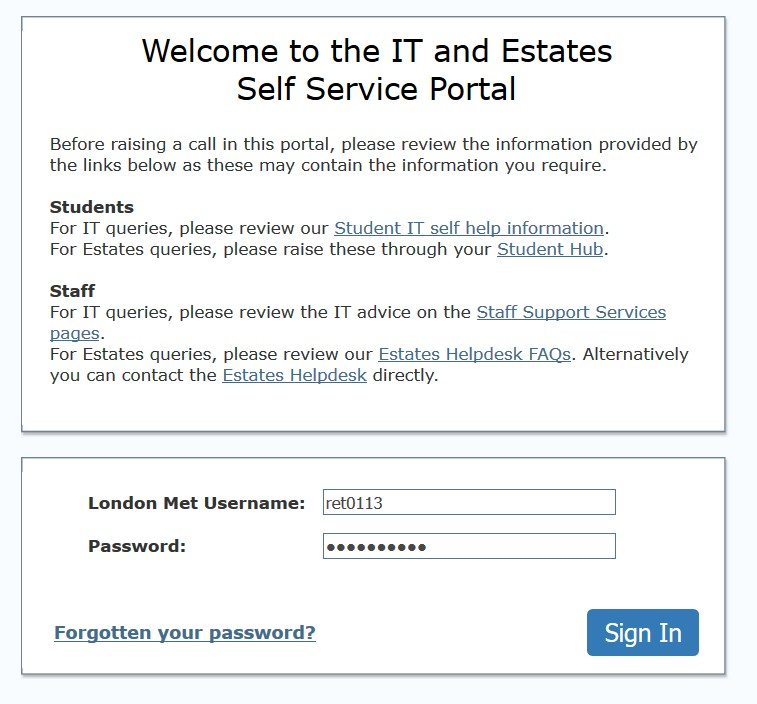 Welcome to the IT and Estates
Self Service Portal
Before raising a call in this portal, please review the information provided by
the links below as these may contain the information you require.
Students
For IT queries, please review our Student IT self help information.
For Estates queries, please raise these through your Student Hub.
Staff
For IT queries, please review the IT advice on the Staff Support Services
pages.
For Estates queries, please review our Estates Helpdesk FAQs. Alternatively
you can contact the Estates Helpdesk directly.
London Met Username: ret0113
Password: ●●●●●●●●●●
Forgotten your password?
Sign In